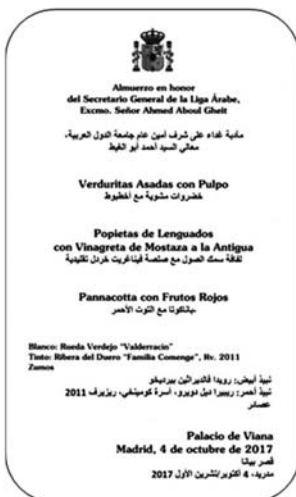 Almuerzo en honor
del Secretario General de la Liga Árabe,
Excmo. Señor Ahmed Aboul Gheit
مأدبة غداء على شرف أمين عام جامعة الدول العربية،
معالي السيد أحمد أبو الغيط
Verduritas Asadas con Pulpo
خضروات مشوية مع أخطبوط
Popietas de Lenguados
con Vinagreta de Mostaza a la Antigua
لفافة سمك الصول مع صلصة فيناغريت خردل تقليدية
Pannacotta con Frutos Rojos
باناكوتا مع التوت الأحمر.
Blanco: Rueda Verdejo "Valderracin"
Tinto: Ribera del Duero "Familia Comenge", Rv. 2011
Zumos
نبيذ أبيض: رويدا فالديراثين بيرديخو
نبيذ أحمر: ريبيرا ديل دويرو، أسرة كومينخي، ريزيرف 2011
عصائر
Palacio de Viana
Madrid, 4 de octubre de 2017
قصر بيانا
مدريد، 4 أكتوبر/تشرين الأول 2017